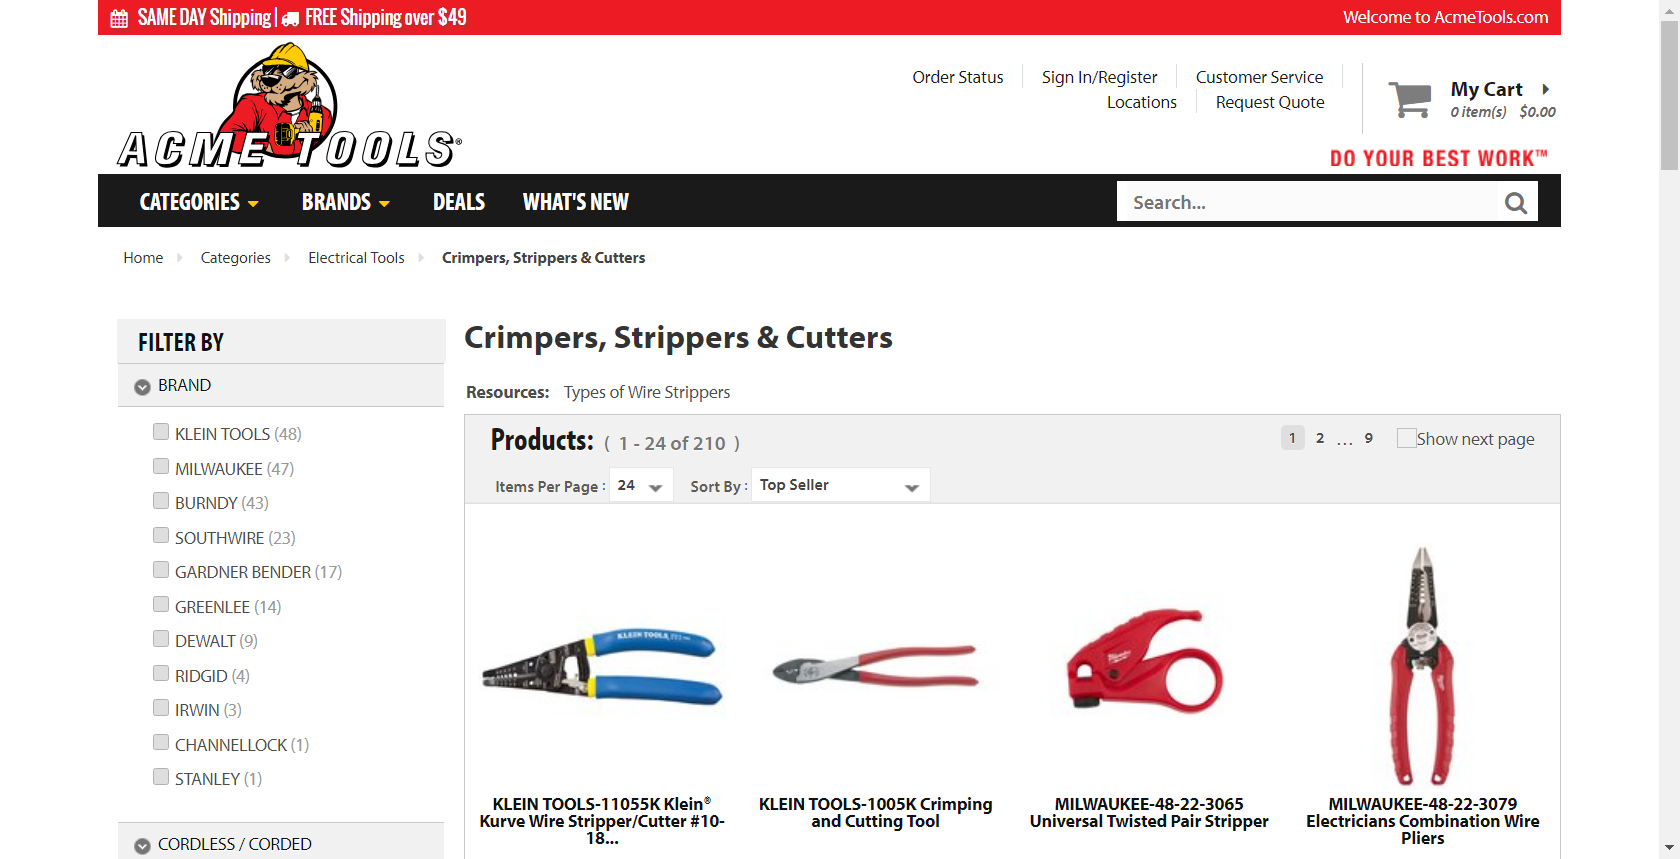 SAME DAY Shipping | FREE Shipping over $49
Welcome to AcmeTools.com
ACME TOOLS®
Order Status
Sign In/Register
Customer Service
Locations
Request Quote
My Cart
0 item(s) $0.00
DO YOUR BEST WORK™
CATEGORIES
BRANDS
DEALS
WHAT'S NEW
Search...
Home
Categories
Electrical Tools
Crimpers, Strippers & Cutters
FILTER BY
BRAND
KLEIN TOOLS (48)
MILWAUKEE (47)
BURNDY (43)
SOUTHWIRE (23)
GARDNER BENDER (17)
GREENLEE (14)
DEWALT (9)
RIDGID (4)
IRWIN (3)
CHANNELLOCK (1)
STANLEY (1)
CORDLESS / CORDED
Crimpers, Strippers & Cutters
Resources: Types of Wire Strippers
Products: ( 1 - 24 of 210 )
1 2 ... 9 Show next page
Items Per Page : 24 Sort By : Top Seller
KLEIN TOOLS
Milwaukee
KLEIN TOOLS-11055K Klein®
Kurve Wire Stripper/Cutter #10-
18...
KLEIN TOOLS-1005K Crimping
and Cutting Tool
MILWAUKEE-48-22-3065
Universal Twisted Pair Stripper
MILWAUKEE-48-22-3079
Electricians Combination Wire
Pliers